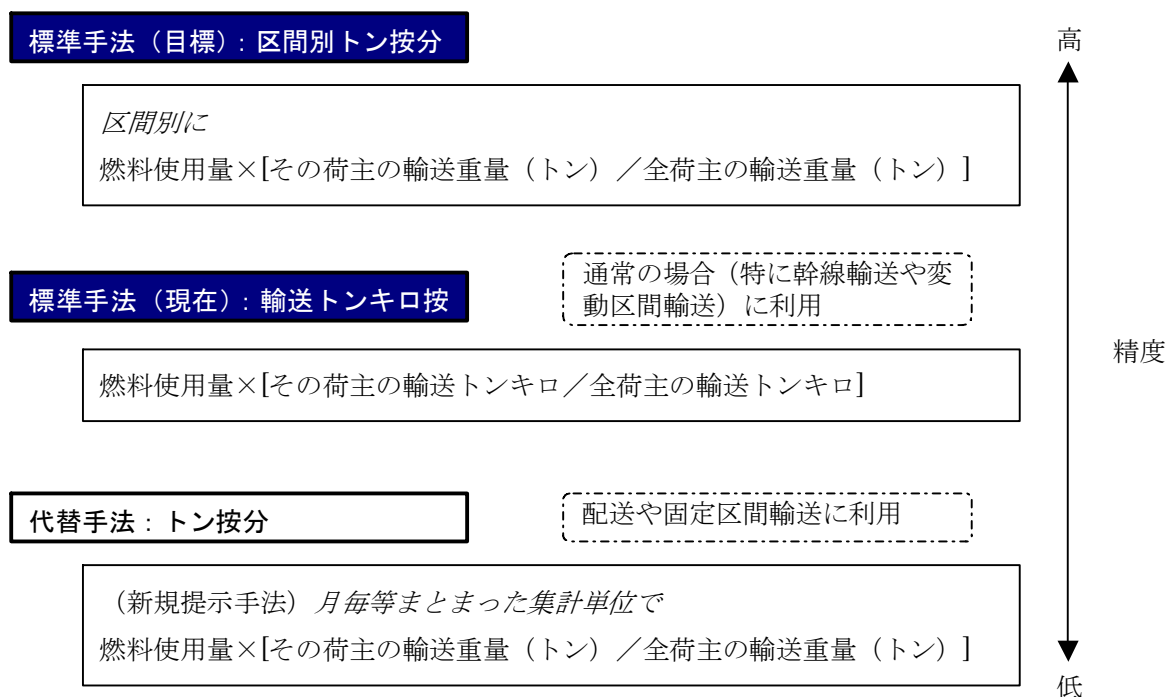 標準手法（目標）：区間別トン按分
高
区間別に
燃料使用量×[その荷主の輸送重量（トン）／全荷主の輸送重量（トン）]
通常の場合（特に幹線輸送や変
動区間輸送）に利用
標準手法（現在）：輸送トンキロ按
精度
燃料使用量×[その荷主の輸送トンキロ／全荷主の輸送トンキロ]
代替手法：トン按分
配送や固定区間輸送に利用
（新規提示手法）月毎等まとまった集計単位で
燃料使用量×[その荷主の輸送重量（トン）／全荷主の輸送重量（トン）]
低